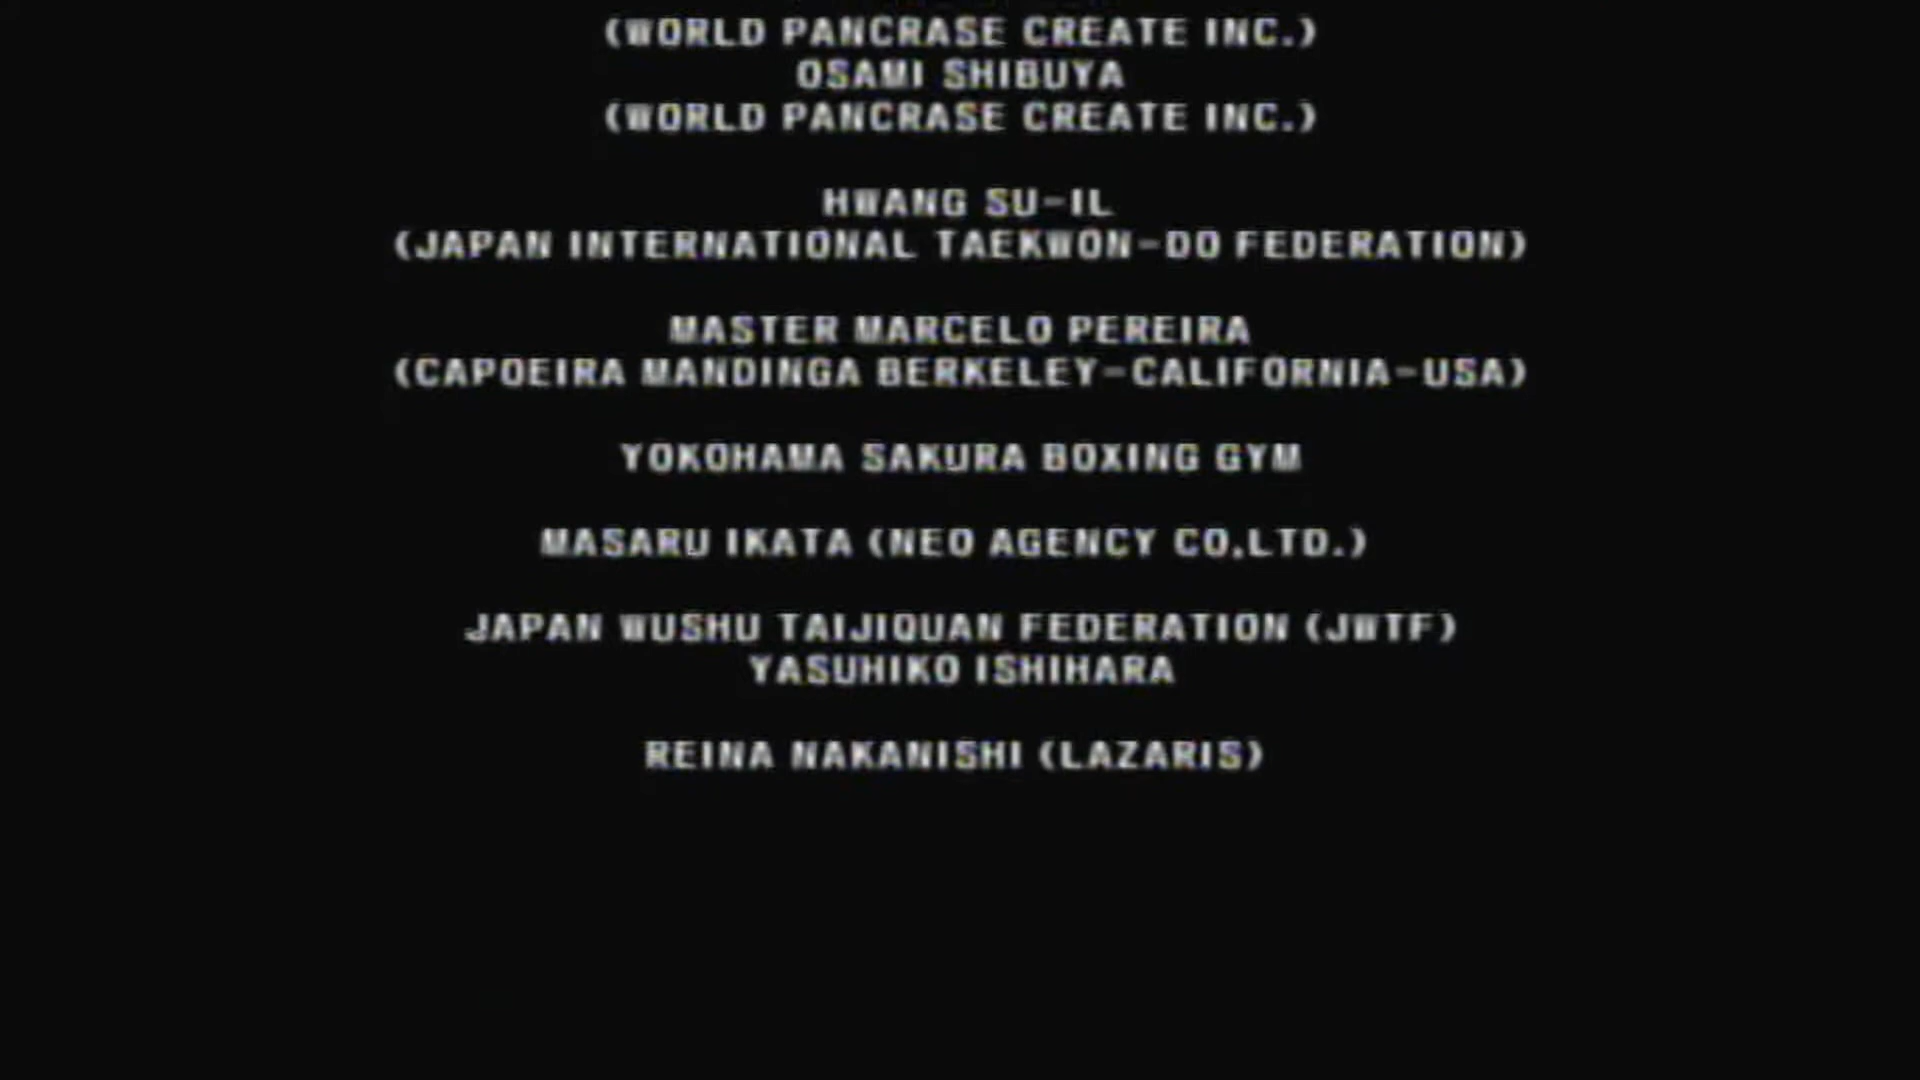 (WORLD PANCRASE CREATE INC.)
OSAMI SHIBUYA
(WORLD PANCRASE CREATE INC.)
HWANG SU-IL
(JAPAN INTERNATIONAL TAEKWON-DO FEDERATION)
MASTER MARCELO PEREIRA
(CAPOEIRA MANDINGA BERKELEY-CALIFORNIA-USA)
YOKOHAMA SAKURA BOXING GYM
MASARU IKATA (NEO AGENCY CO,LTD.)
JAPAN WUSHU TAIJIQUAN FEDERATION (JWTF)
YASUHIKO ISHIHARA
REINA NAKANISHI (LAZARIS)